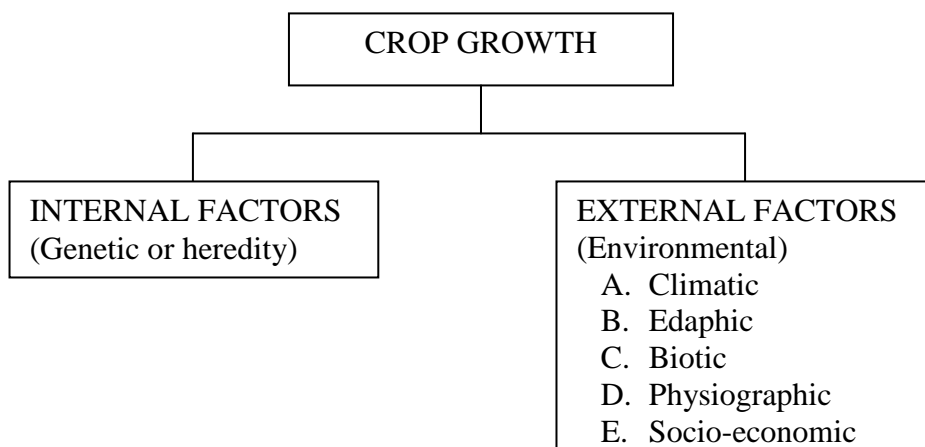 CROP GROWTH
INTERNAL FACTORS
(Genetic or heredity)
EXTERNAL FACTORS
(Environmental)
A. Climatic
B. Edaphic
C. Biotic
D. Physiographic
E. Socio-economic